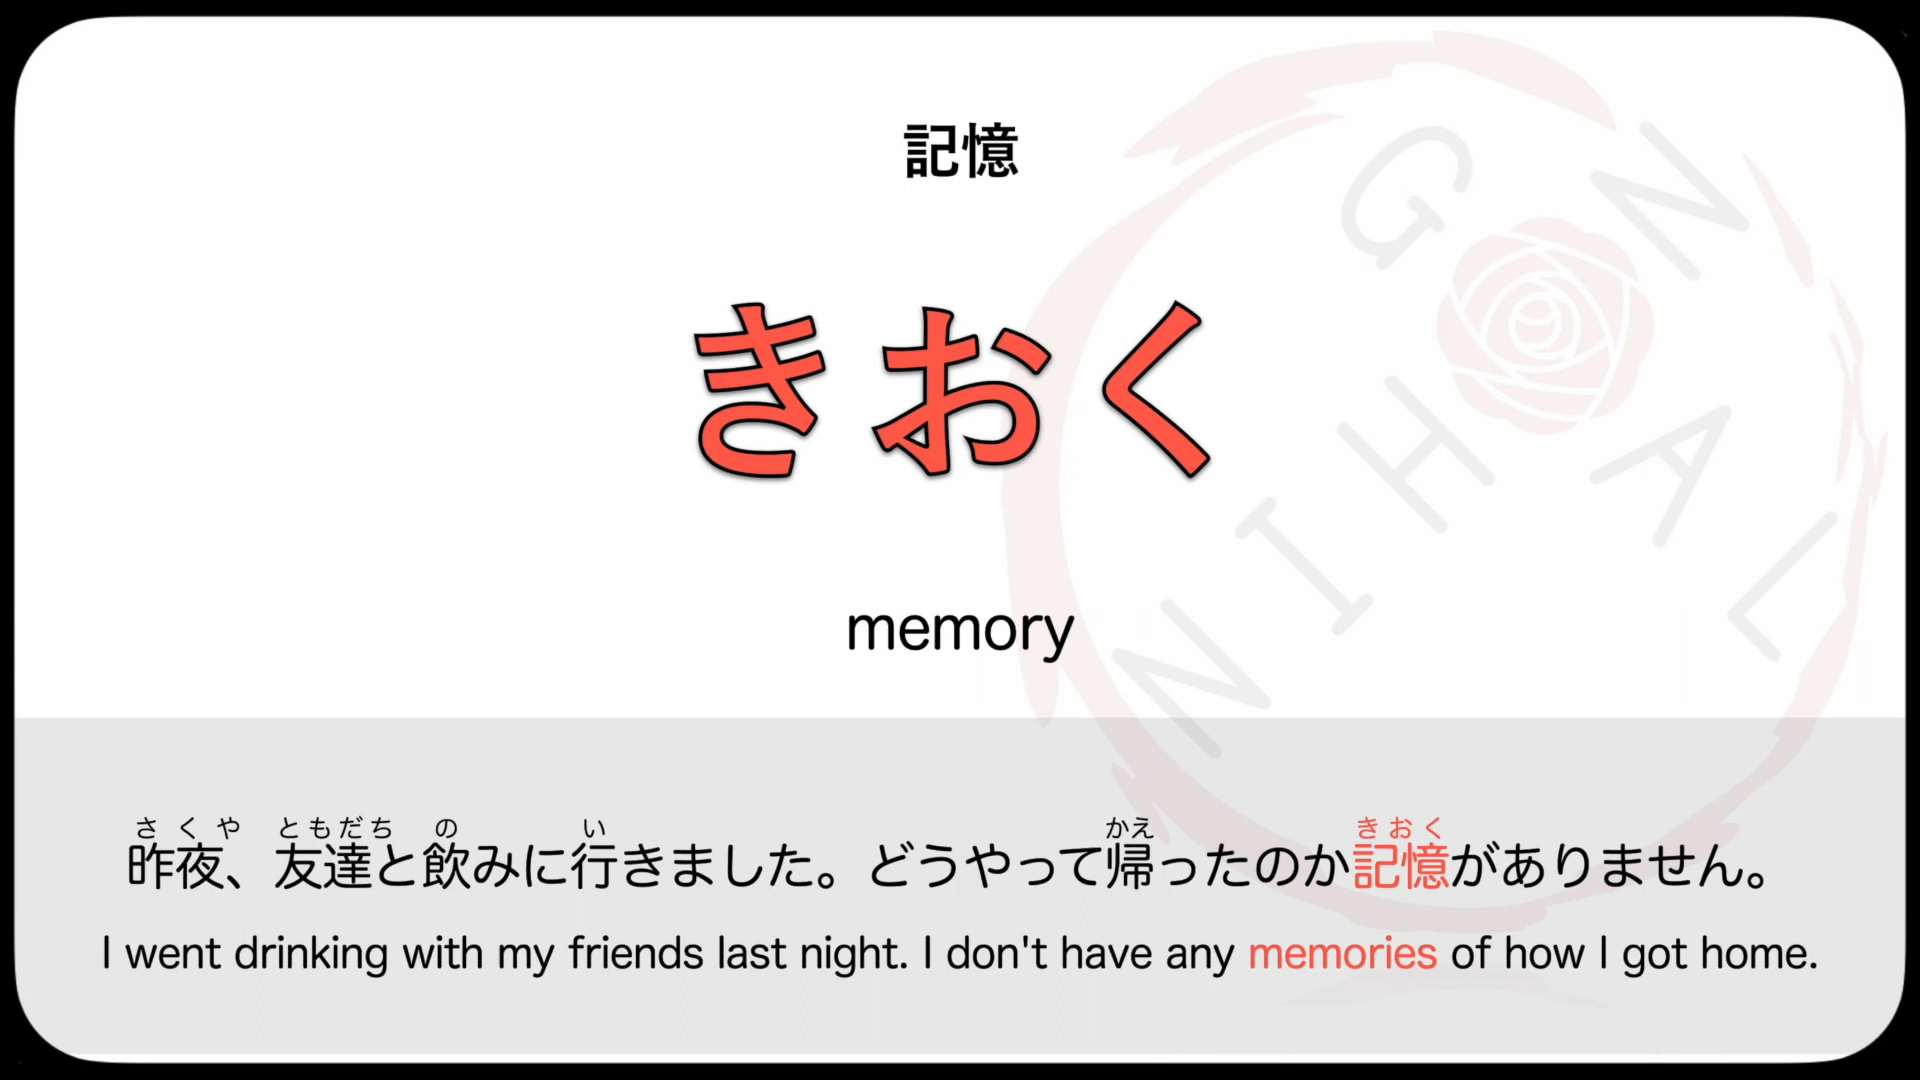 記憶
きおく
memory
さくや ともだち の い かえ きおく
昨夜、友達と飲みに行きました。どうやって帰ったのか記憶がありません。
I went drinking with my friends last night. I don't have any memories of how I got home.
NIHONGO
NIHAL